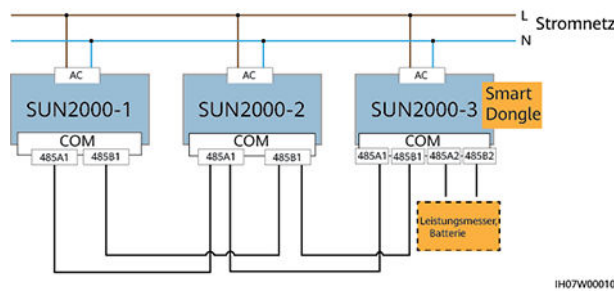 L
Stromnetz
N
AC
AC
AC
SUN2000-1
SUN2000-2
SUN2000-3
Smart
Dongle
COM
COM
COM
485A1
485B1
485A1
485B1
485A1
485B1
485A2
485B2
Leistungsmesser,
Batterie
IH07W00010